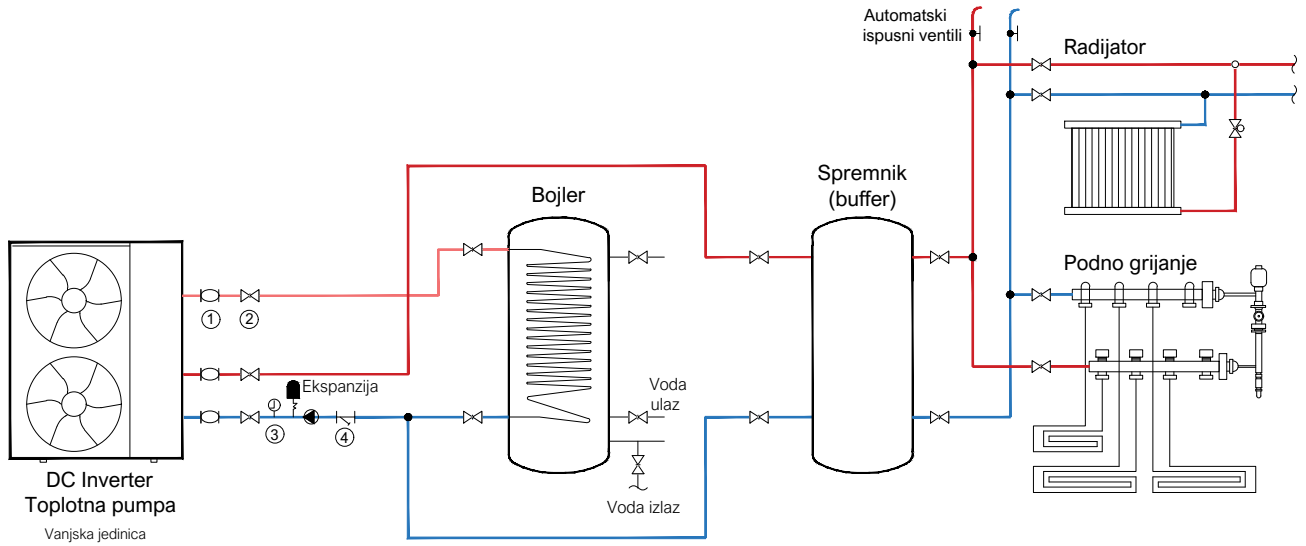 Automatski
ispusni ventili
Radijator
Bojler
Spremnik
(buffer)
Podno grijanje
1
2
Ekspanzija
3
4
Voda
ulaz
Voda izlaz
DC Inverter
Toplotna pumpa
Vanjska jedinica